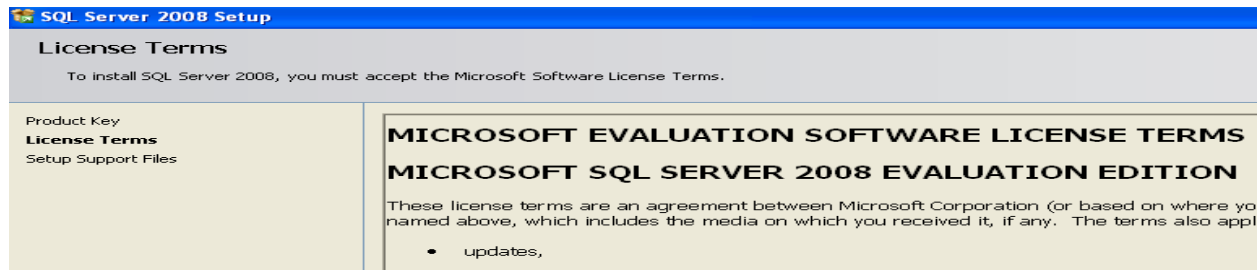 SQL Server 2008 Setup
License Terms
To install SQL Server 2008, you must accept the Microsoft Software License Terms.
Product Key
License Terms
Setup Support Files
MICROSOFT EVALUATION SOFTWARE LICENSE TERMS
MICROSOFT SQL SERVER 2008 EVALUATION EDITION
These license terms are an agreement between Microsoft Corporation (or based on where yo
named above, which includes the media on which you received it, if any. The terms also appl
• updates,